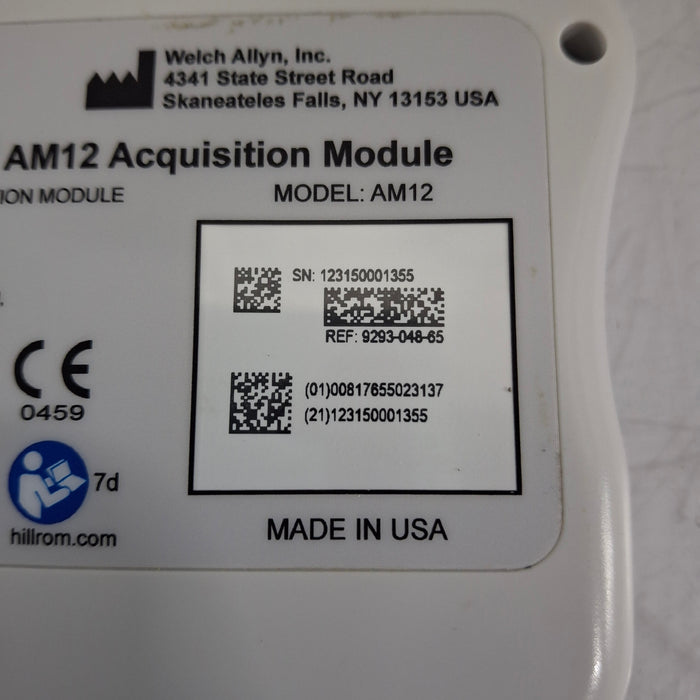 Welch Allyn, Inc.
4341 State Street Road
Skaneateles Falls, NY 13153 USA
AM12 Acquisition Module
ION MODULE
MODEL: AM12
SN: 123150001355
REF: 9293-048-65
(01)00817655023137
(21)123150001355
CE
0459
7d
hillrom.com
MADE IN USA